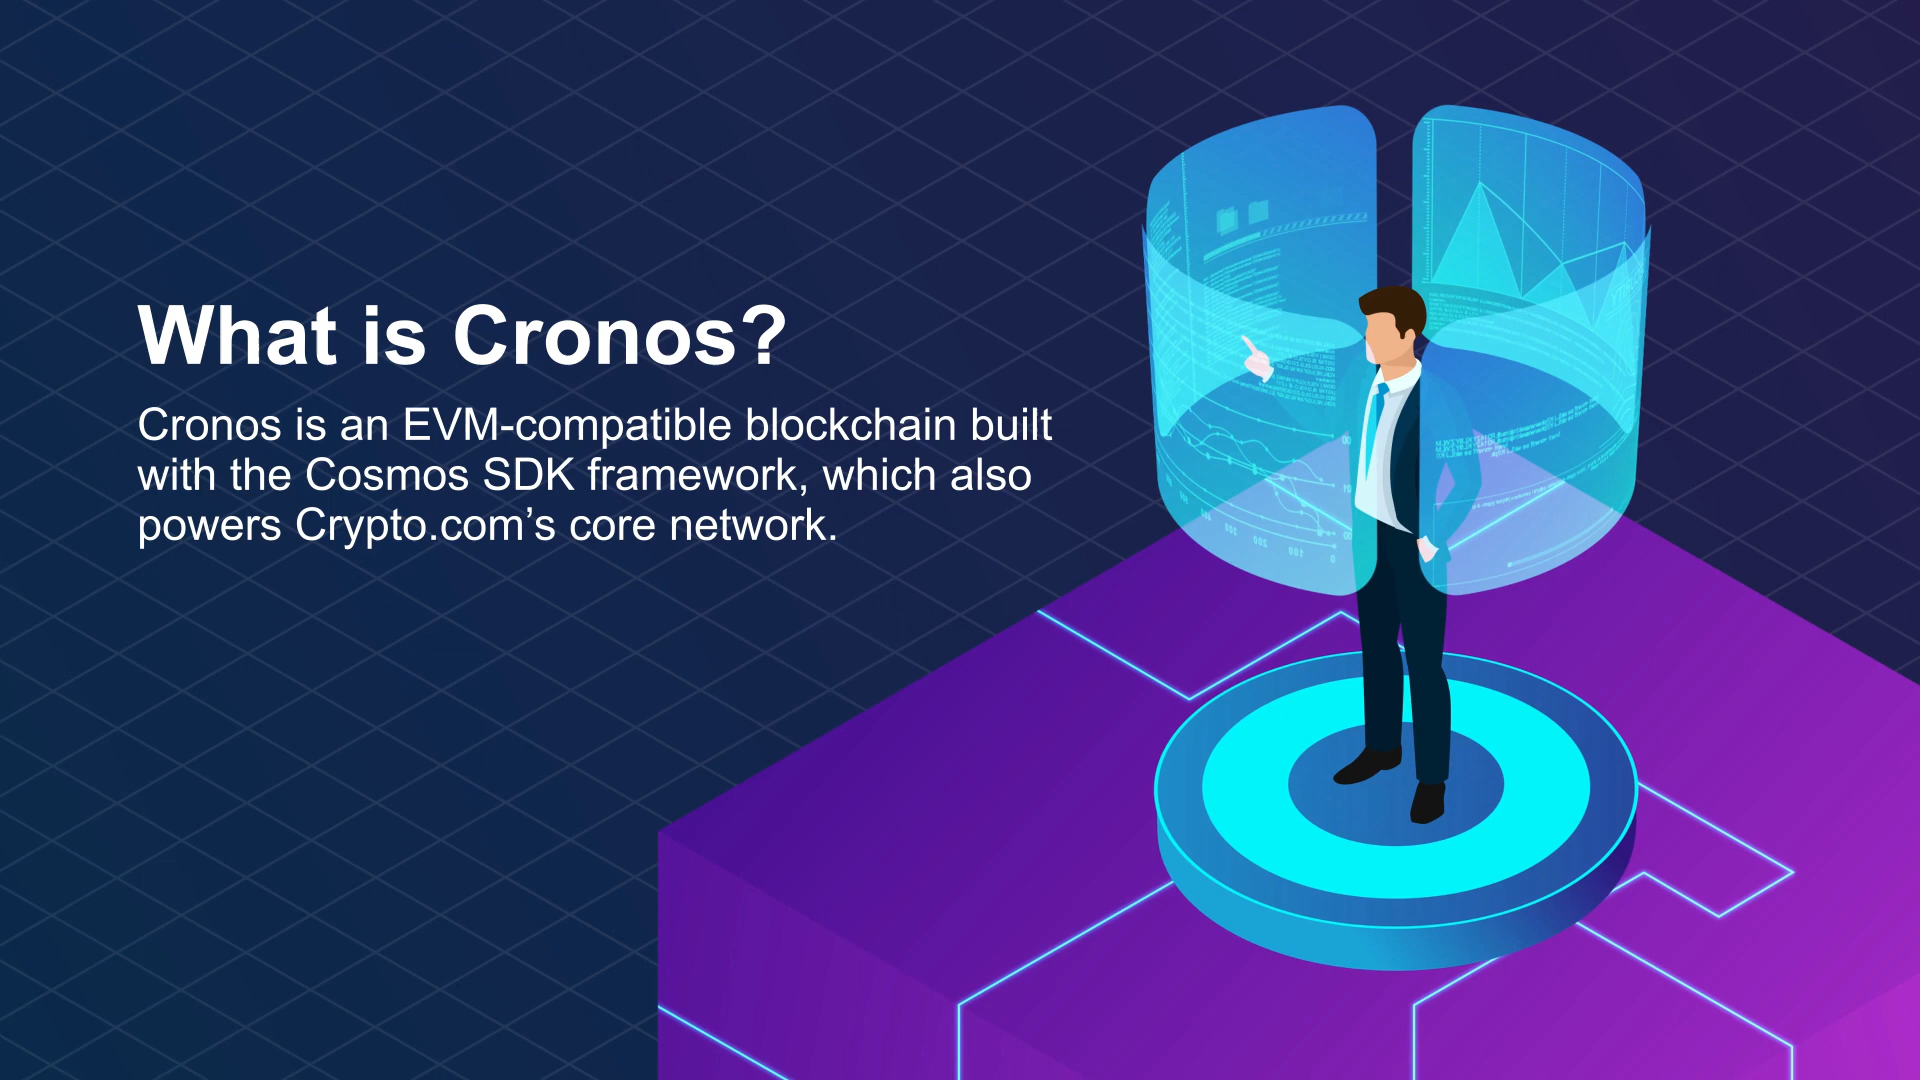 What is Cronos?
Cronos is an EVM-compatible blockchain built
with the Cosmos SDK framework, which also
powers Crypto.com’s core network.